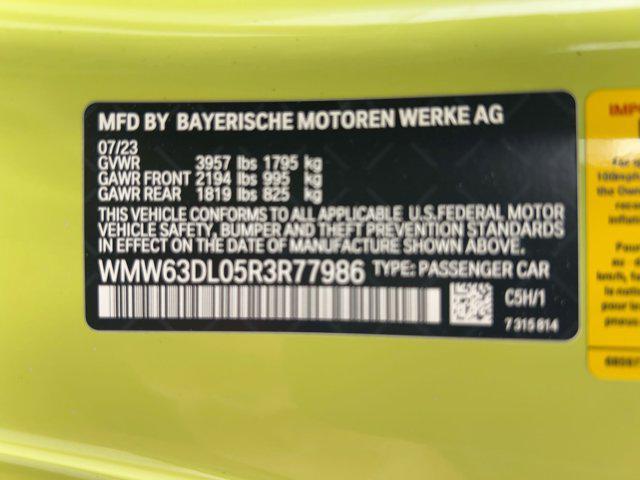 MFD BY BAYERISCHE MOTOREN WERKE AG
07/23
GVWR 3957 lbs 1795 kg
GAWR FRONT 2194 lbs 995 kg
GAWR REAR 1819 lbs 825 kg
THIS VEHICLE CONFORMS TO ALL APPLICABLE U.S.FEDERAL MOTOR
VEHICLE SAFETY, BUMPER AND THEFT PREVENTION STANDARDS
IN EFFECT ON THE DATE OF MANUFACTURE SHOWN ABOVE.
WMW63DL05R3R77986 TYPE: PASSENGER CAR
C5H/1
7 315 814